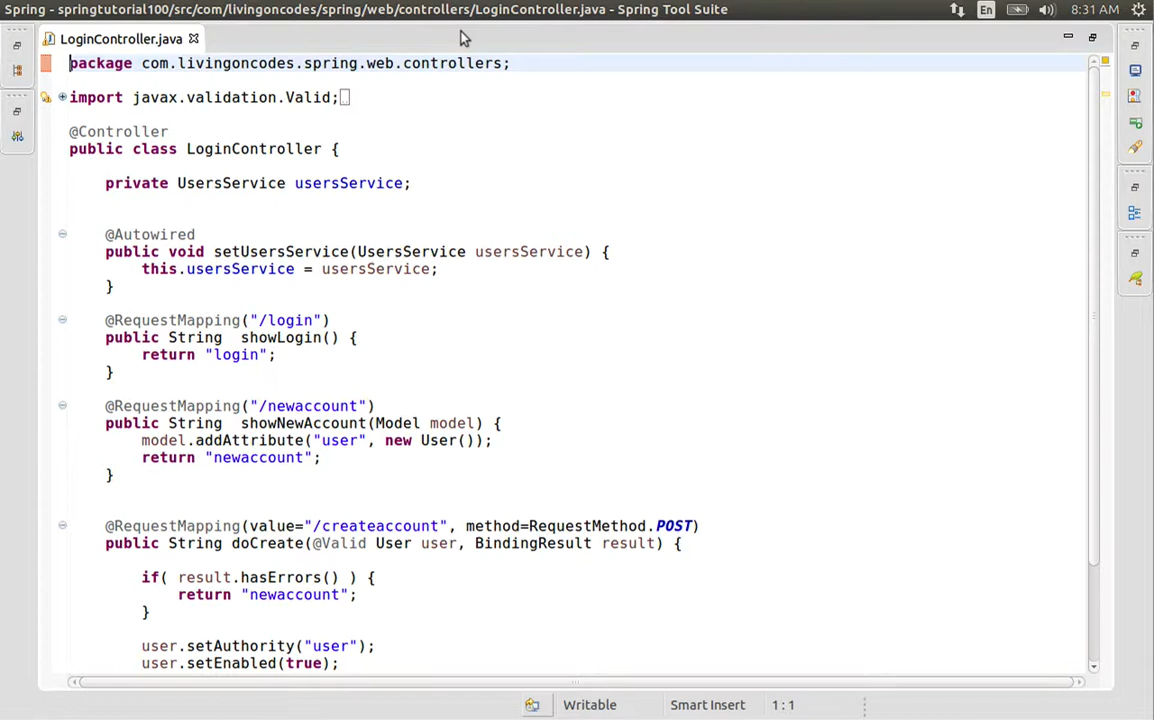 Spring - springtutorial100/src/com/livingoncodes/spring/web/controllers/LoginController.java - Spring Tool Suite
En
8:31 AM
LoginController.java
package com.livingoncodes.spring.web.controllers;
import javax.validation.Valid;
@Controller
public class LoginController {
private UsersService usersService;
@Autowired
public void setUsersService(UsersService usersService) {
this.usersService = usersService;
}
@RequestMapping("/login")
public String  showLogin() {
return "login";
}
@RequestMapping("/newaccount")
public String  showNewAccount(Model model) {
model.addAttribute("user", new User());
return "newaccount";
}
@RequestMapping(value="/createaccount", method=RequestMethod.POST)
public String doCreate(@Valid User user, BindingResult result) {
if( result.hasErrors() ) {
return "newaccount";
}
user.setAuthority("user");
user.setEnabled(true);
Writable
Smart Insert
1 : 1